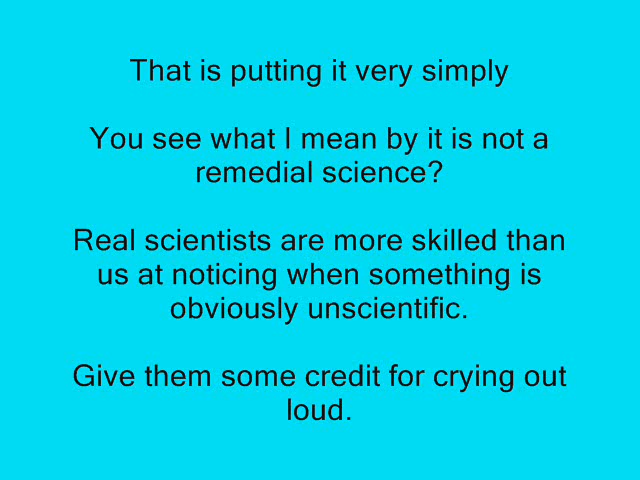 That is putting it very simply
You see what I mean by it is not a
remedial science?
Real scientists are more skilled than
us at noticing when something is
obviously unscientific.
Give them some credit for crying out
loud.